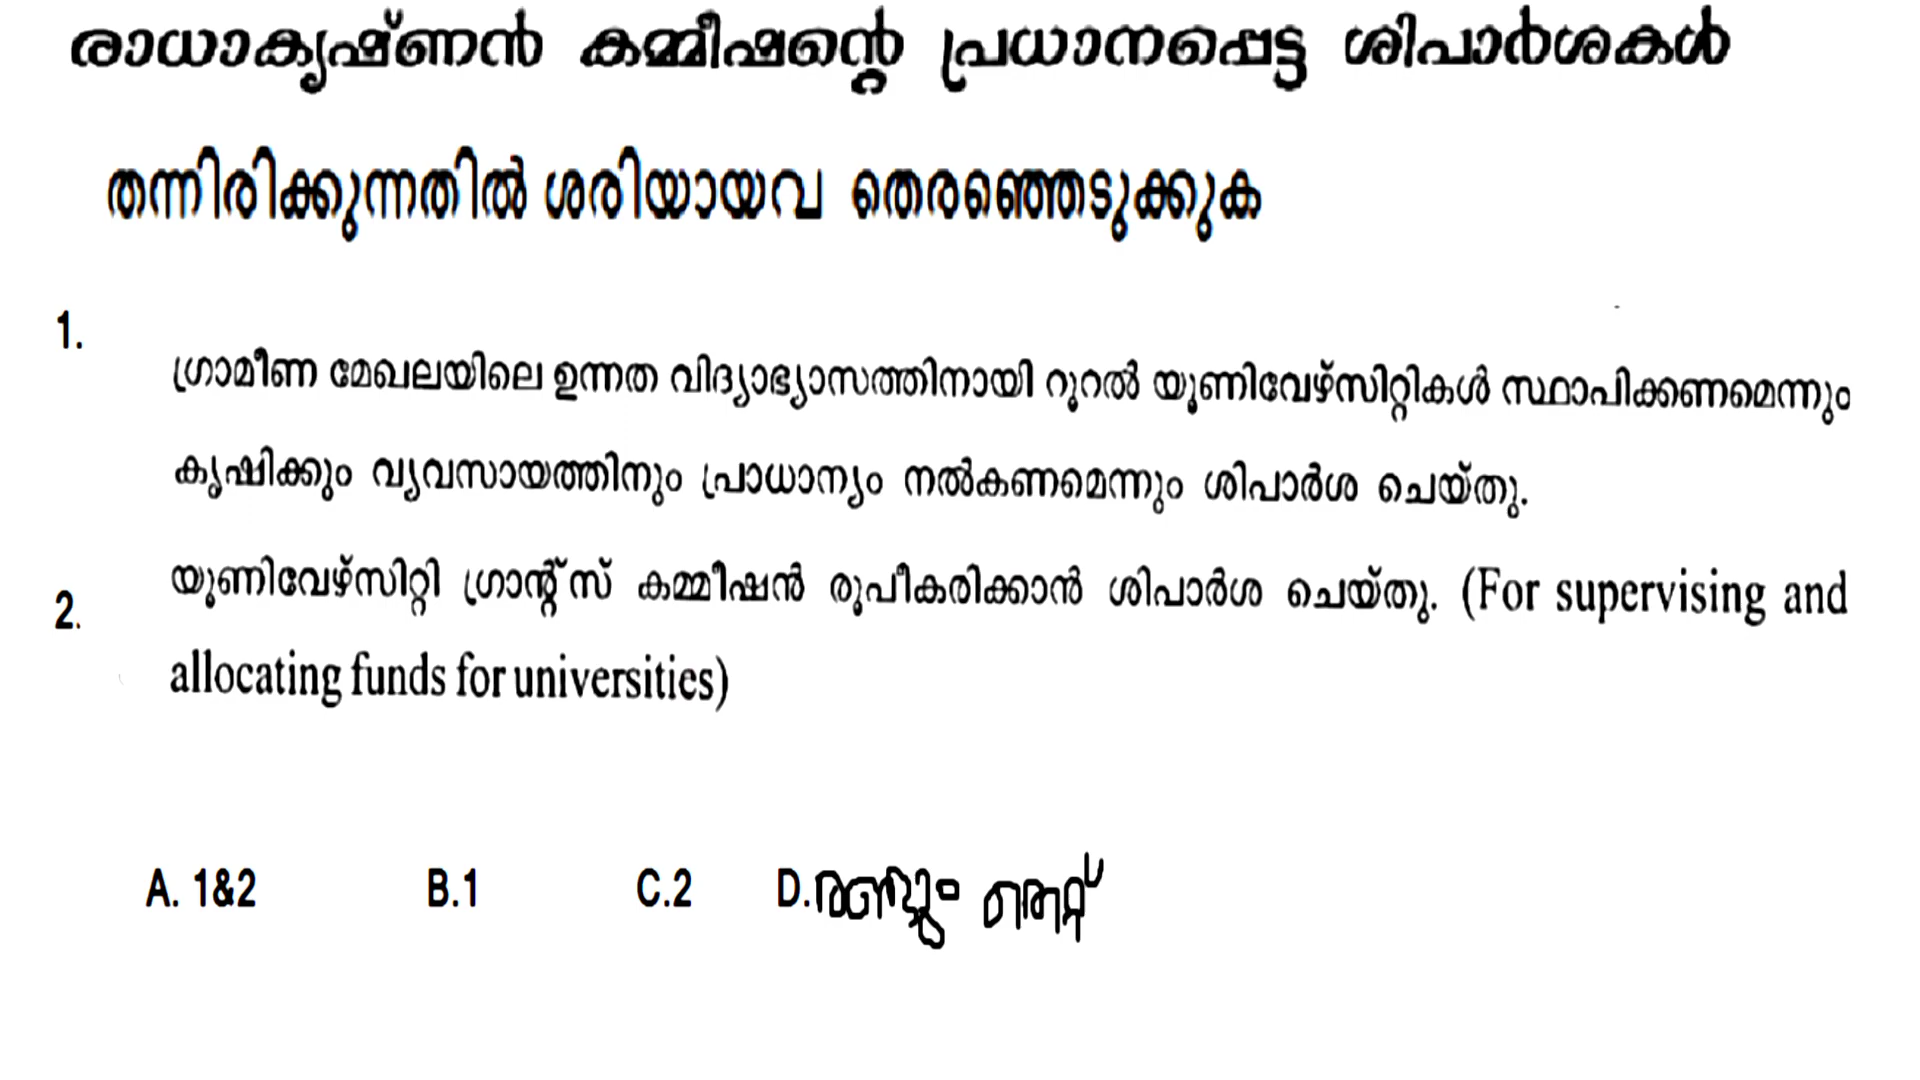 രാധാകൃഷ്ണൻ കമ്മീഷന്റെ പ്രധാനപ്പെട്ട ശിപാർശകൾ
തന്നിരിക്കുന്നതിൽ ശരിയായവ തെരഞ്ഞെടുക്കുക
1.
ഗ്രാമീണ മേഖലയിലെ ഉന്നത വിദ്യാഭ്യാസത്തിനായി റൂറൽ യൂണിവേഴ്സിറ്റികൾ സ്ഥാപിക്കണമെന്നും
കൃഷിക്കും വ്യവസായത്തിനും പ്രാധാന്യം നൽകണമെന്നും ശിപാർശ ചെയ്തു.
2. യൂണിവേഴ്സിറ്റി ഗ്രാന്റ്സ് കമ്മീഷൻ രൂപീകരിക്കാൻ ശിപാർശ ചെയ്തു. (For supervising and
allocating funds for universities)
A. 1&2 B.1 C.2 D.രണ്ടും തെറ്റ്